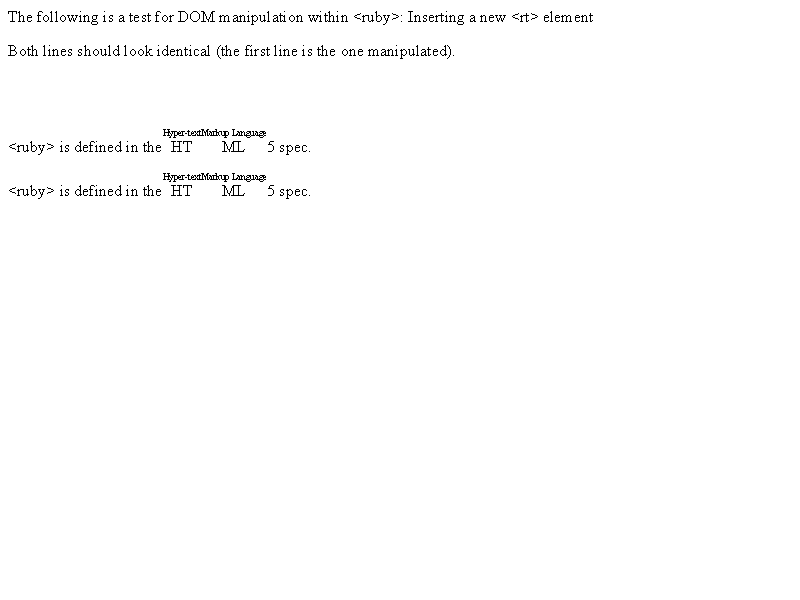 The following is a test for DOM manipulation within <ruby>: Inserting a new <rt> element
Both lines should look identical (the first line is the one manipulated).
Hyper-textMarkup Language
<ruby> is defined in the HT ML 5 spec.
Hyper-textMarkup Language
<ruby> is defined in the HT ML 5 spec.